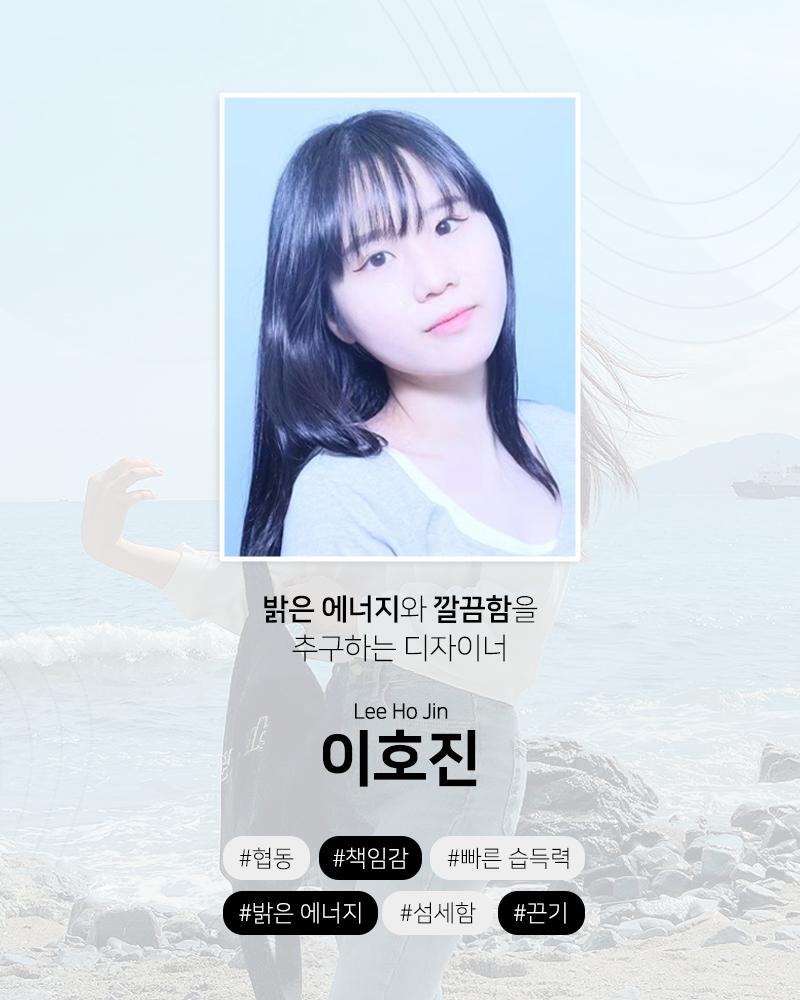 밝은 에너지와 깔끔함을
추구하는 디자이너
Lee Ho Jin
이호진
#협동 #책임감 #빠른 습득력
#밝은 에너지 #섬세함 #끈기